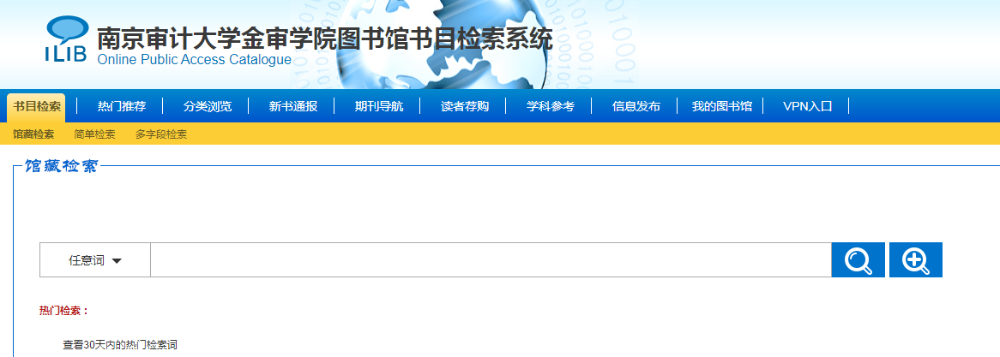 ILIB
南京审计大学金审学院图书馆书目检索系统
Online Public Access Catalogue
书目检索 热门推荐 分类浏览 新书通报 期刊导航 读者荐购 学科参考 信息发布 我的图书馆 VPN入口
馆藏检索 简单检索 多字段检索
馆藏检索
任意词
热门检索：
查看30天内的热门检索词